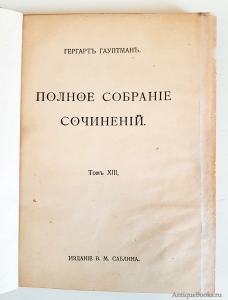 ГЕРГАРТЪ ГАУПТМАНЪ.
ПОЛНОЕ СОБРАНІЕ
СОЧИНЕНІЙ.
Томъ XIII.
ИЗДАНІЕ В. М. САБЛИНА.
AntiqueBooks.ru